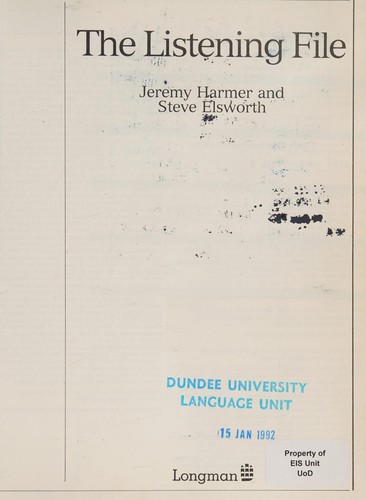 The Listening File
Jeremy Harmer and
Steve Elsworth
DUNDEE UNIVERSITY
LANGUAGE UNIT
15 JAN 1992
Property of
EIS Unit
UoD
Longman